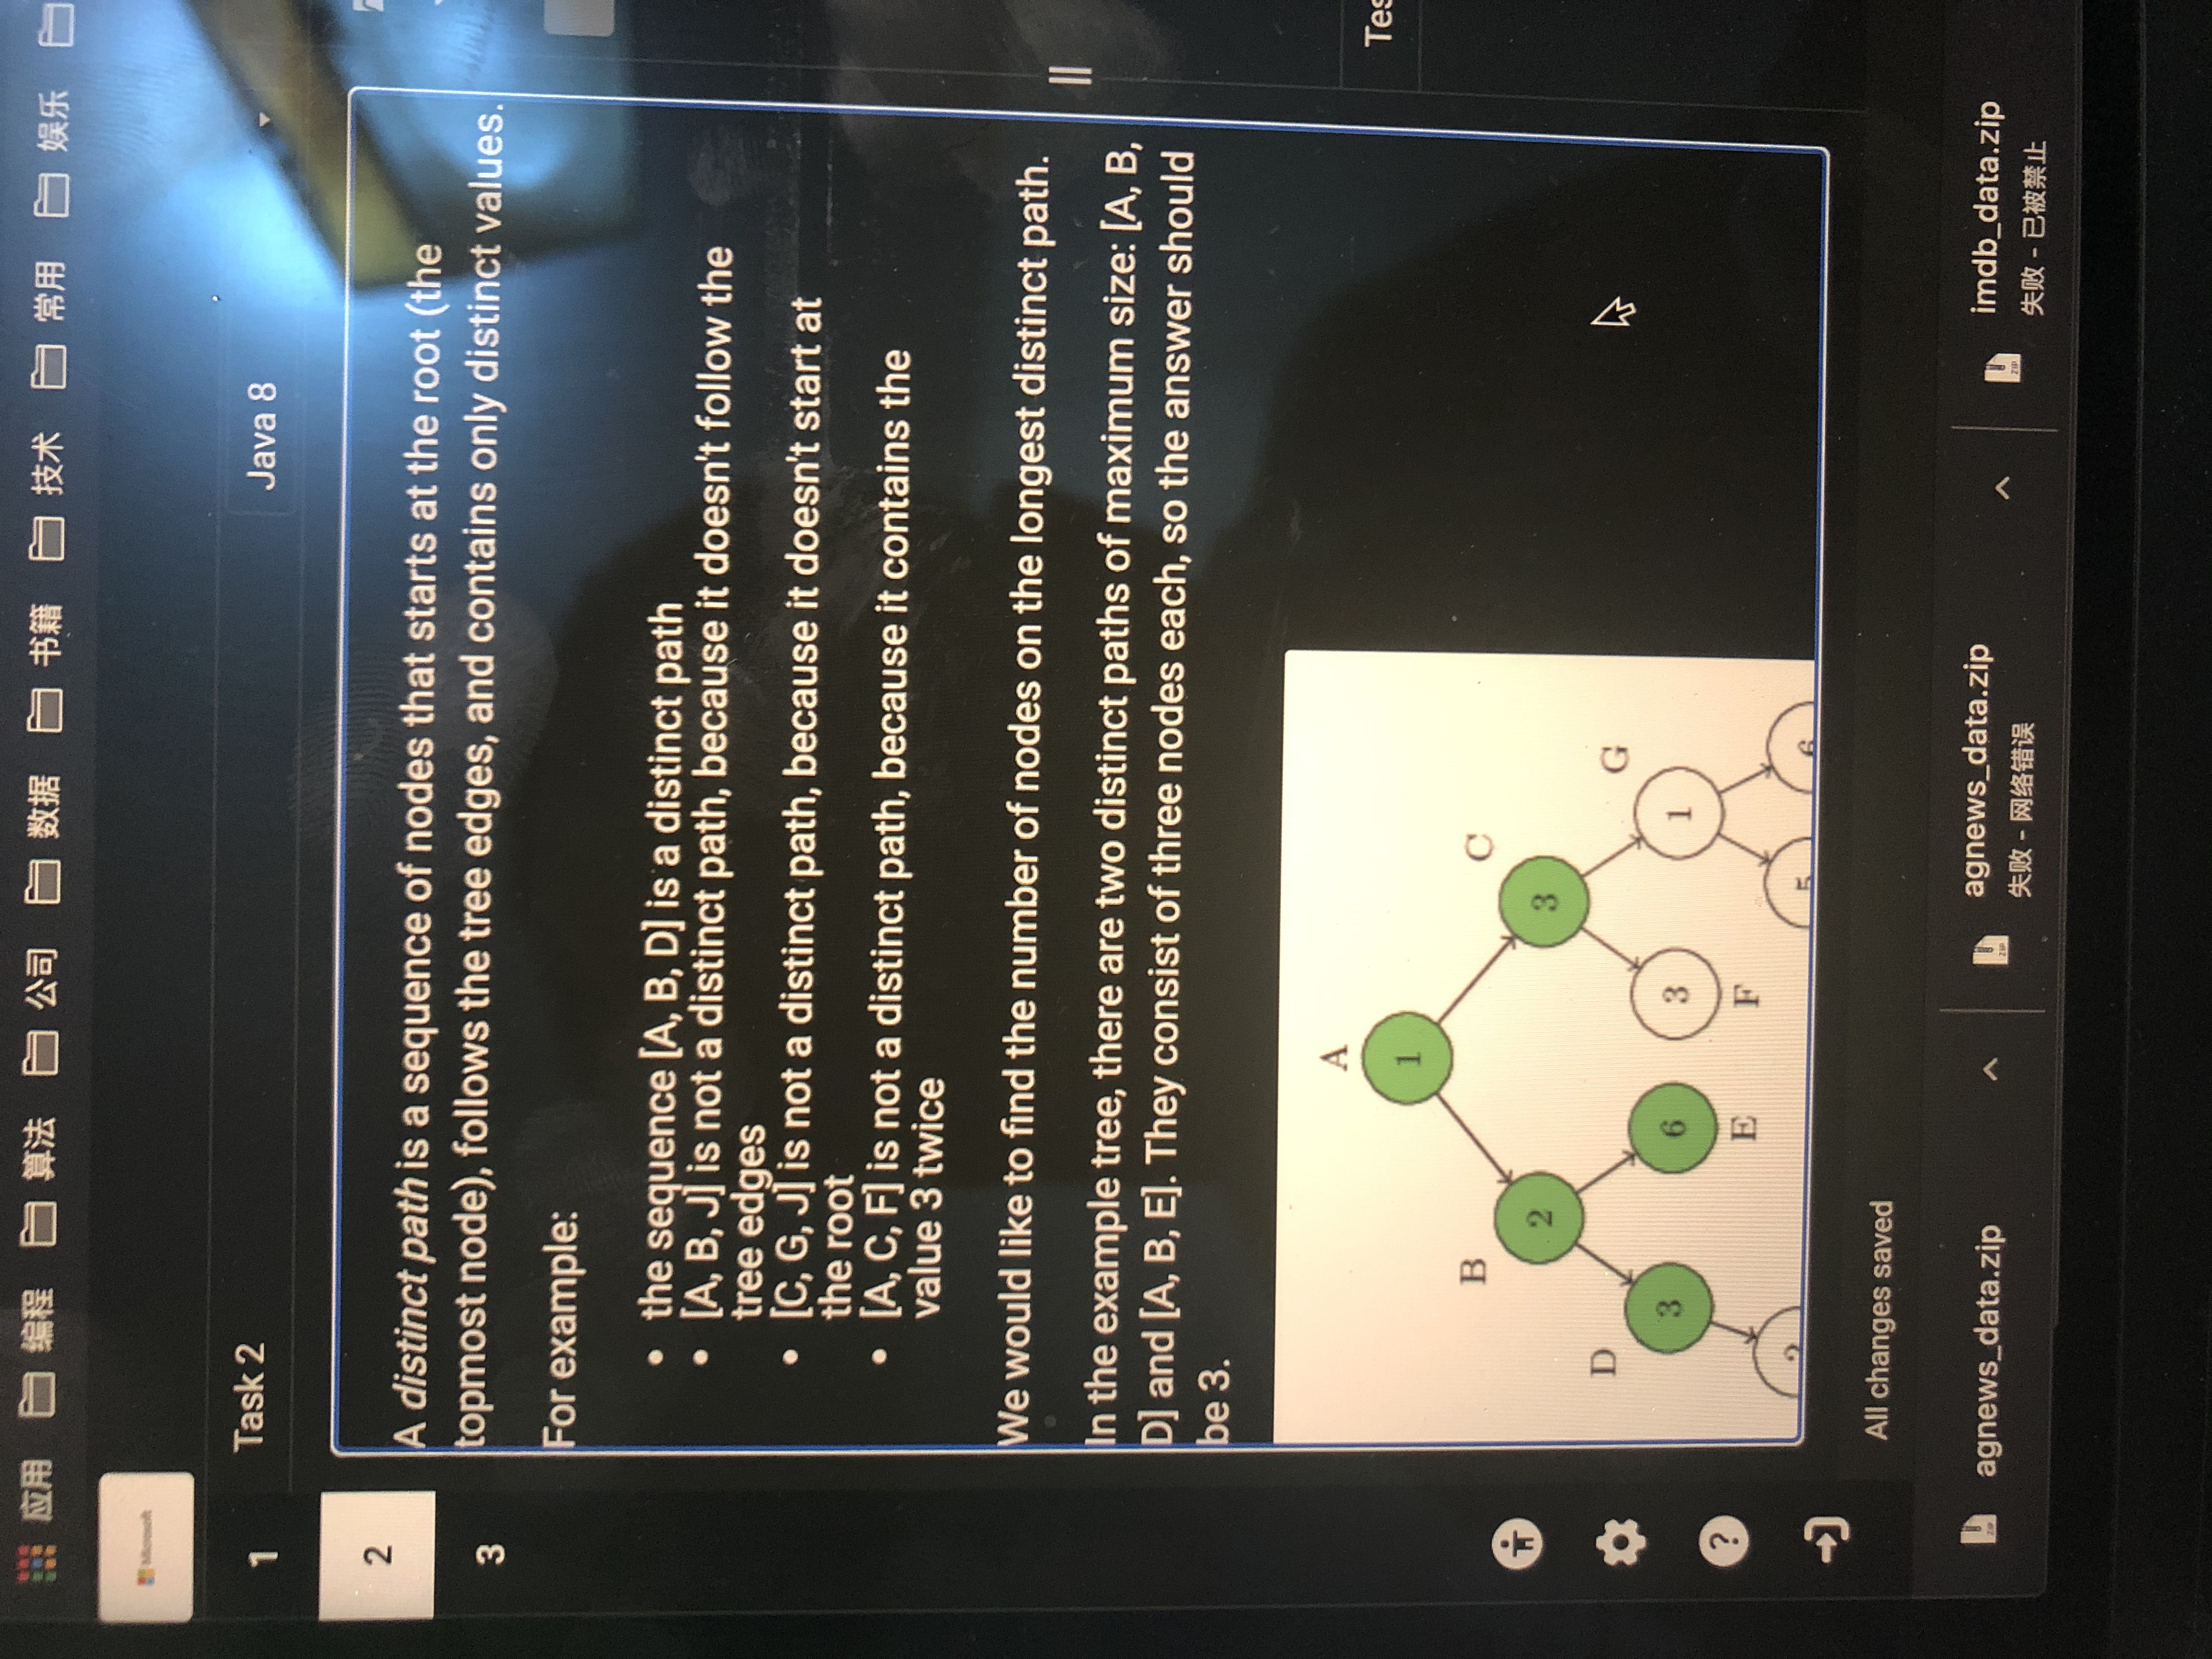 应用 编程 算法 公司 数据 书籍 技术 常用 娱乐
Microsoft
1
Task 2
Java 8
2
3
A distinct path is a sequence of nodes that starts at the root (the
topmost node), follows the tree edges, and contains only distinct values.
For example:
• the sequence [A, B, D] is a distinct path
• [A, B, J] is not a distinct path, because it doesn't follow the
tree edges
• [C, G, J] is not a distinct path, because it doesn't start at
the root
• [A, C, F] is not a distinct path, because it contains the
value 3 twice
We would like to find the number of nodes on the longest distinct path.
In the example tree, there are two distinct paths of maximum size: [A, B,
D] and [A, B, E]. They consist of three nodes each, so the answer should
be 3.
A
1
B
C
2
3
D
G
3
6
3
1
E
F
2
5
6
Tes
?
All changes saved
agnews_data.zip
agnews_data.zip
失败 - 网络错误
imdb_data.zip
失败 - 已被禁止